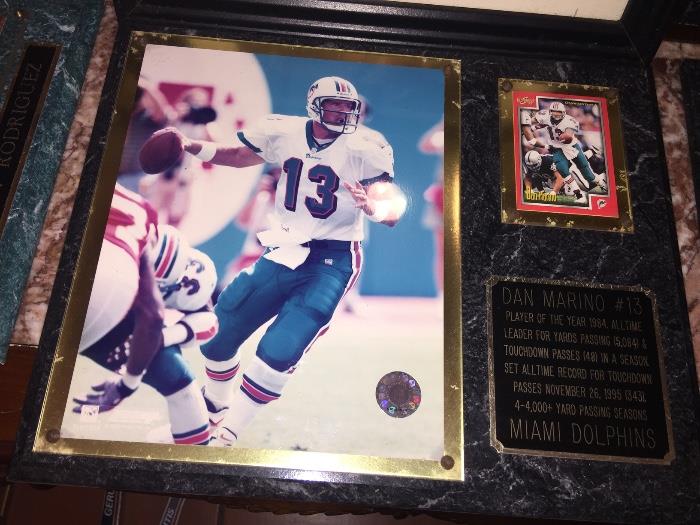 RODRIGUEZ
13
DAN MARINO #13
PLAYER OF THE YEAR 1984. ALLTIME
LEADER FOR YARDS PASSING (5,084) &
TOUCHDOWN PASSES (48) IN A SEASON.
SET ALLTIME RECORD FOR TOUCHDOWN
PASSES NOVEMBER 26, 1995 (343).
4-4,000+ YARD PASSING SEASONS
MIAMI DOLPHINS